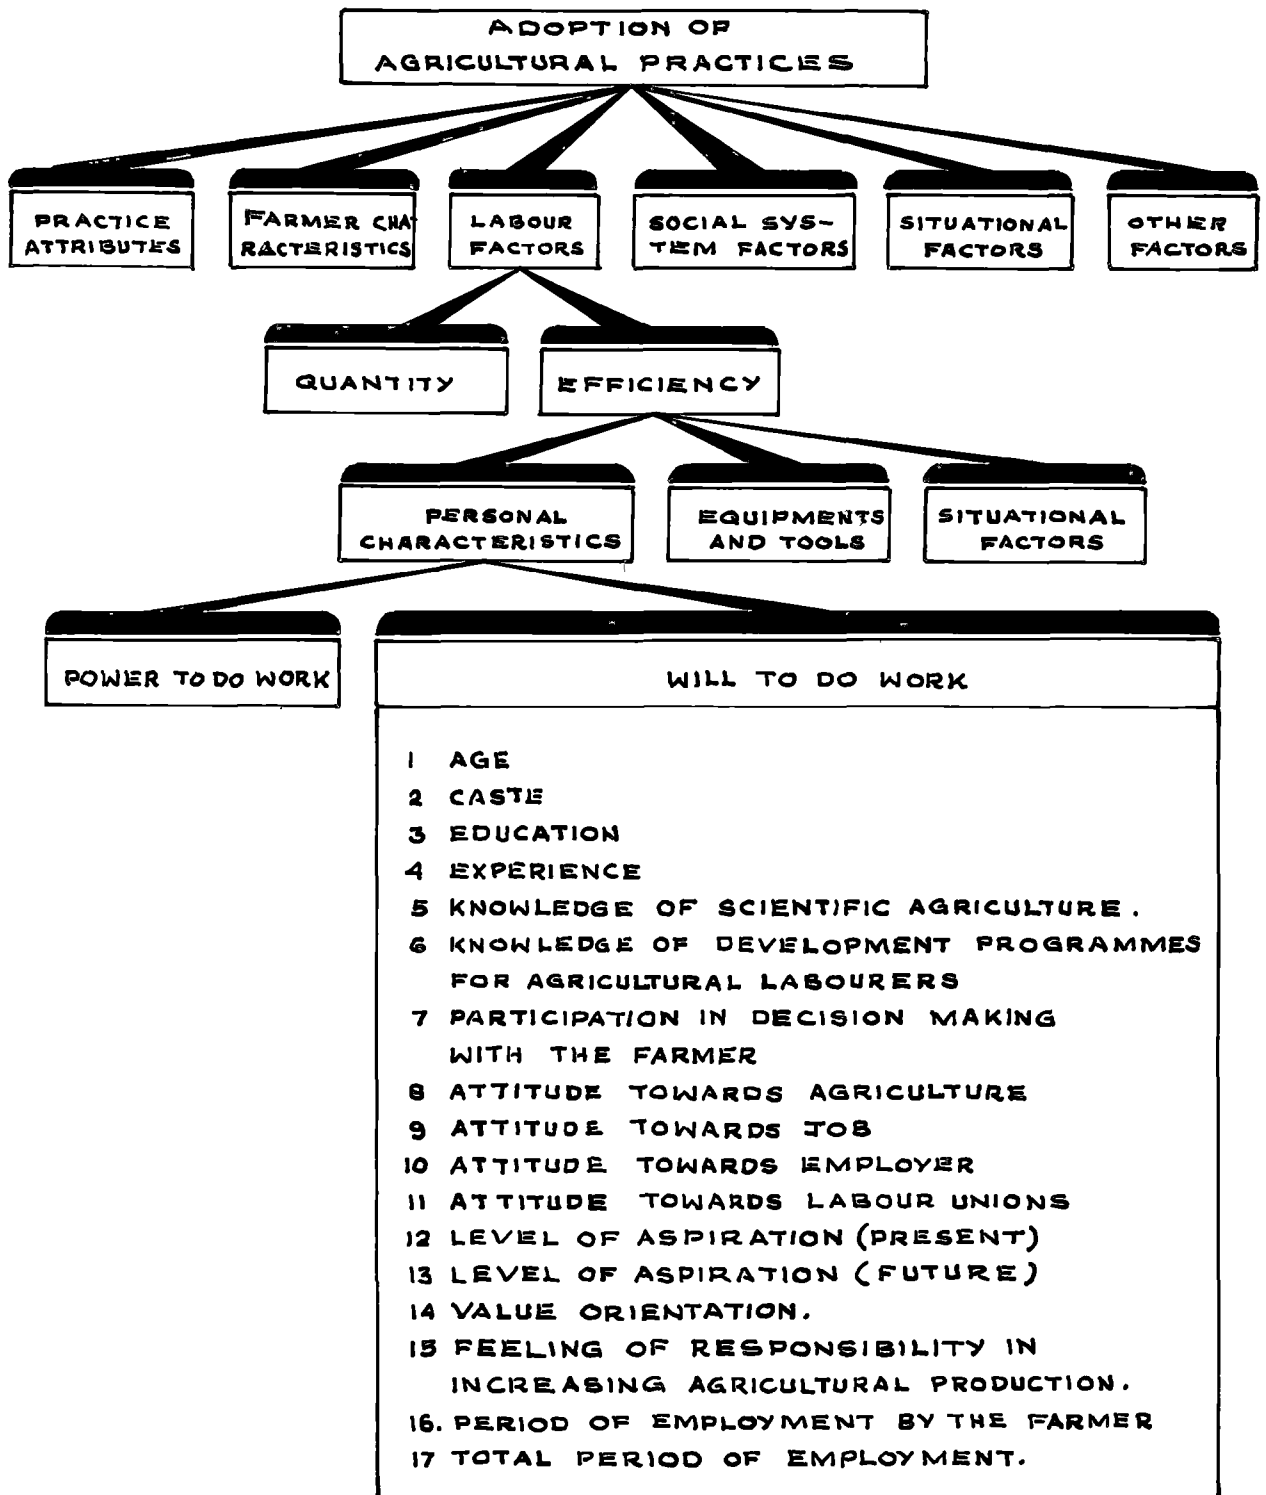 ADOPTION OF
AGRICULTURAL PRACTICES
PRACTICE
ATTRIBUTES
FARMER CHA
RACTERISTICS
LABOUR
FACTORS
SOCIAL SYS-
TEM FACTORS
SITUATIONAL
FACTORS
OTHER
FACTORS
QUANTITY
EFFICIENCY
PERSONAL
CHARACTERISTICS
EQUIPMENTS
AND TOOLS
SITUATIONAL
FACTORS
POWER TO DO WORK
WILL TO DO WORK
1 AGE
2 CASTE
3 EDUCATION
4 EXPERIENCE
5 KNOWLEDGE OF SCIENTIFIC AGRICULTURE.
6 KNOWLEDGE OF DEVELOPMENT PROGRAMMES
FOR AGRICULTURAL LABOURERS
7 PARTICIPATION IN DECISION MAKING
WITH THE FARMER
8 ATTITUDE TOWARDS AGRICULTURE
9 ATTITUDE TOWARDS JOB
10 ATTITUDE TOWARDS EMPLOYER
11 ATTITUDE TOWARDS LABOUR UNIONS
12 LEVEL OF ASPIRATION (PRESENT)
13 LEVEL OF ASPIRATION (FUTURE)
14 VALUE ORIENTATION.
15 FEELING OF RESPONSIBILITY IN
INCREASING AGRICULTURAL PRODUCTION.
16. PERIOD OF EMPLOYMENT BY THE FARMER
17 TOTAL PERIOD OF EMPLOYMENT.